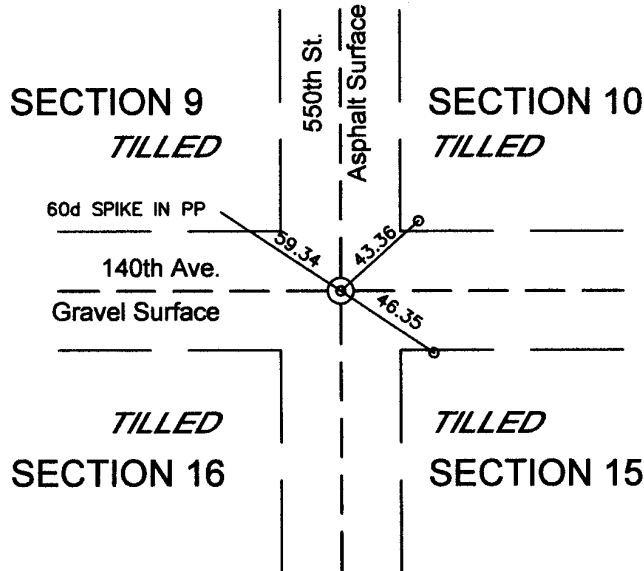 550th St.
Asphalt Surface
SECTION 9
TILLED
SECTION 10
TILLED
60d SPIKE IN PP
59.34
43.36
140th Ave.
Gravel Surface
46.35
TILLED
SECTION 16
TILLED
SECTION 15